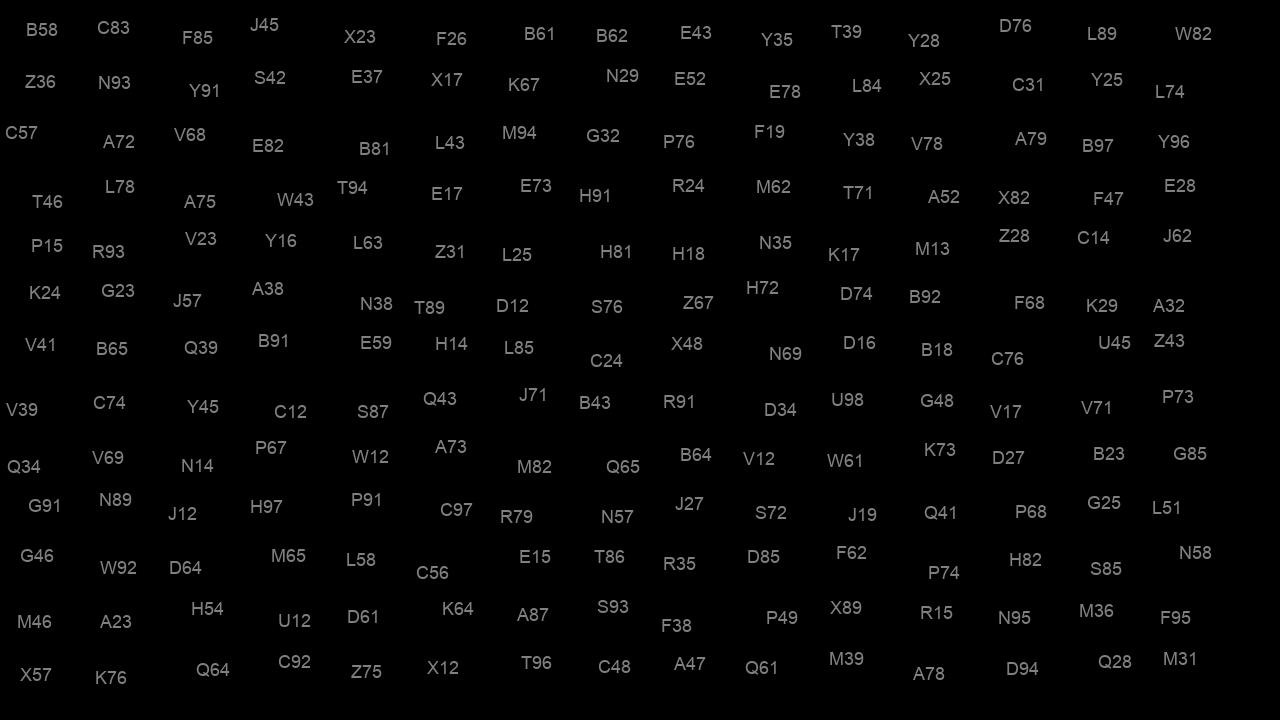 B58 C83 F85 J45 X23 F26 B61 B62 E43 Y35 T39 Y28 D76 L89 W82
Z36 N93 Y91 S42 E37 X17 K67 N29 E52 E78 L84 X25 C31 Y25 L74
C57 A72 V68 E82 B81 L43 M94 G32 P76 F19 Y38 V78 A79 B97 Y96
T46 L78 A75 W43 T94 E17 E73 H91 R24 M62 T71 A52 X82 F47 E28
P15 R93 V23 Y16 L63 Z31 L25 H81 H18 N35 K17 M13 Z28 C14 J62
K24 G23 J57 A38 N38 T89 D12 S76 Z67 H72 D74 B92 F68 K29 A32
V41 B65 Q39 B91 E59 H14 L85 C24 X48 N69 D16 B18 C76 U45 Z43
V39 C74 Y45 C12 S87 Q43 J71 B43 R91 D34 U98 G48 V17 V71 P73
Q34 V69 N14 P67 W12 A73 M82 Q65 B64 V12 W61 K73 D27 B23 G85
G91 N89 J12 H97 P91 C97 R79 N57 J27 S72 J19 Q41 P68 G25 L51
G46 W92 D64 M65 L58 C56 E15 T86 R35 D85 F62 P74 H82 S85 N58
M46 A23 H54 U12 D61 K64 A87 S93 F38 P49 X89 R15 N95 M36 F95
X57 K76 Q64 C92 Z75 X12 T96 C48 A47 Q61 M39 A78 D94 Q28 M31